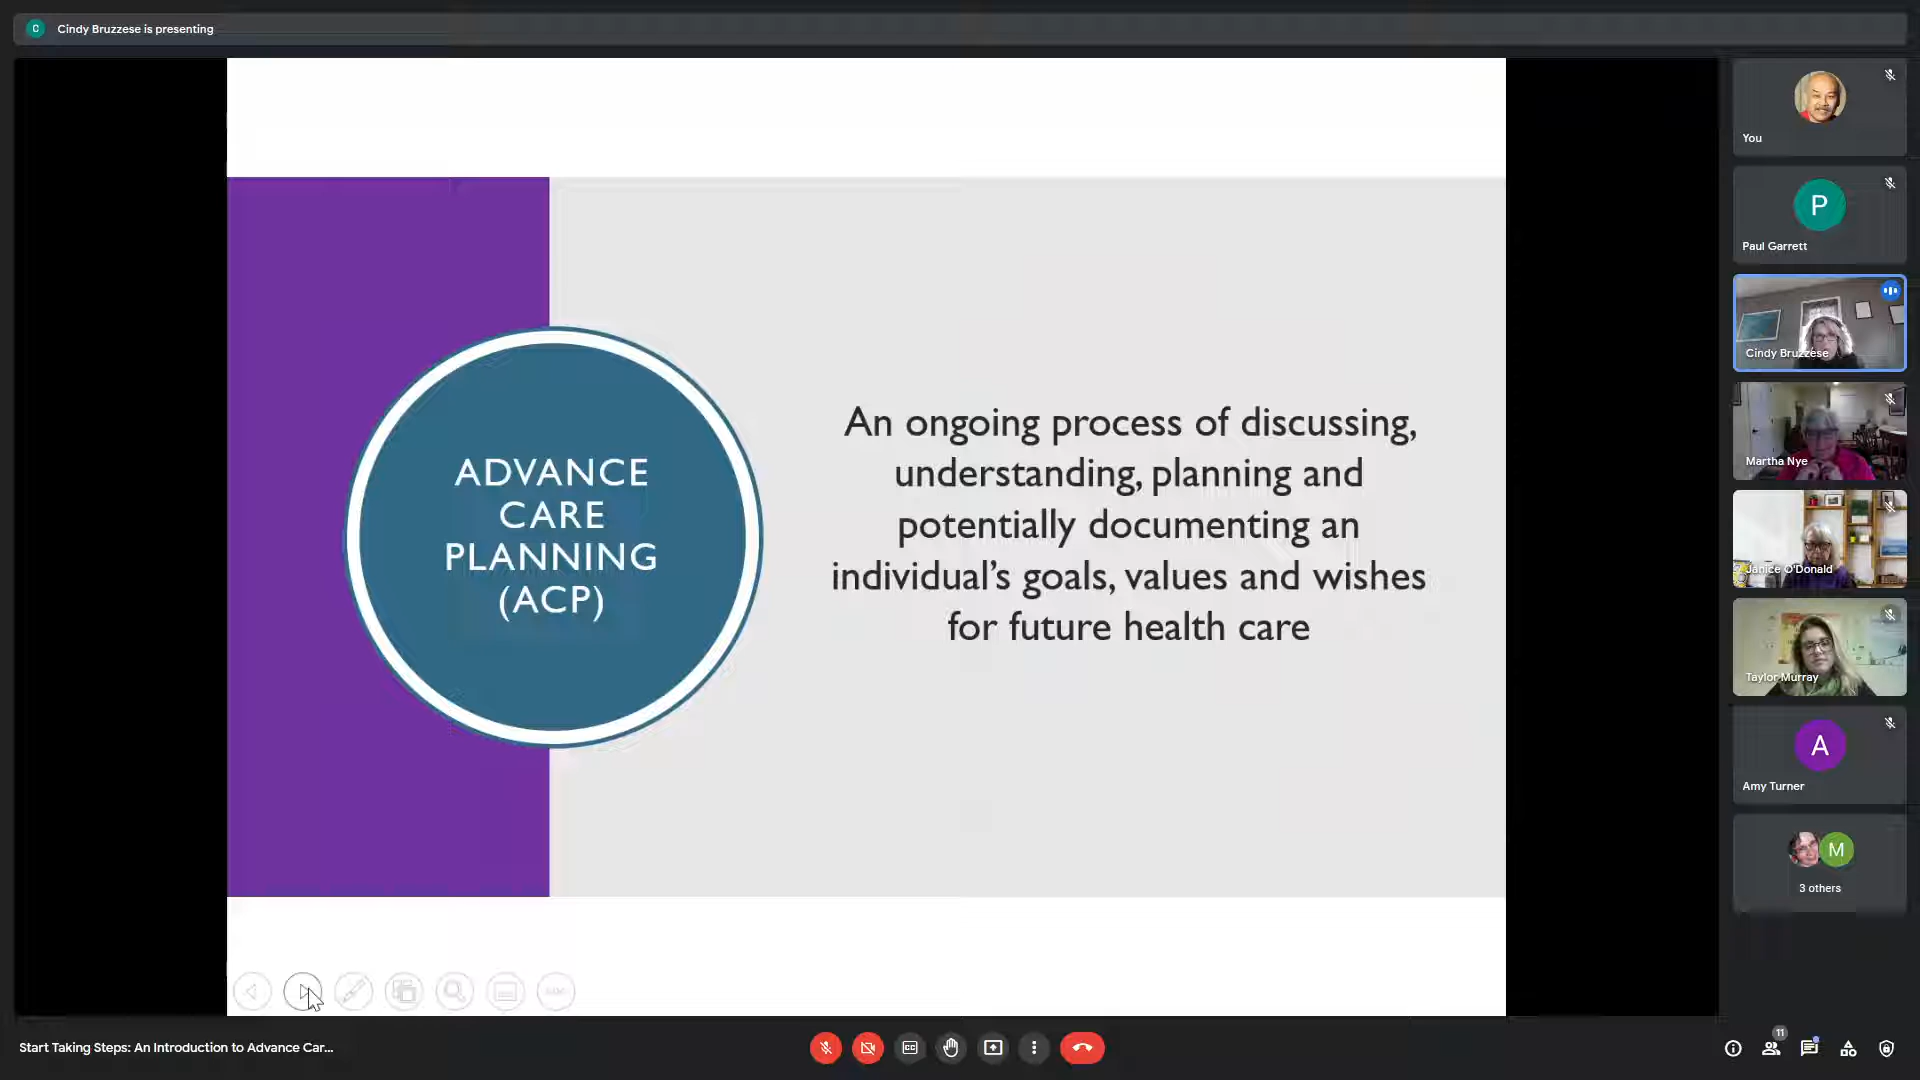 C
Cindy Bruzzese is presenting
ADVANCE
CARE
PLANNING
(ACP)
An ongoing process of discussing,
understanding, planning and
potentially documenting an
individual's goals, values and wishes
for future health care
You
P
Paul Garrett
Cindy Bruzzese
Martha Nye
Janice O'Donald
Taylor Murray
A
Amy Turner
M
3 others
Start Taking Steps: An Introduction to Advance Car...
CC
11